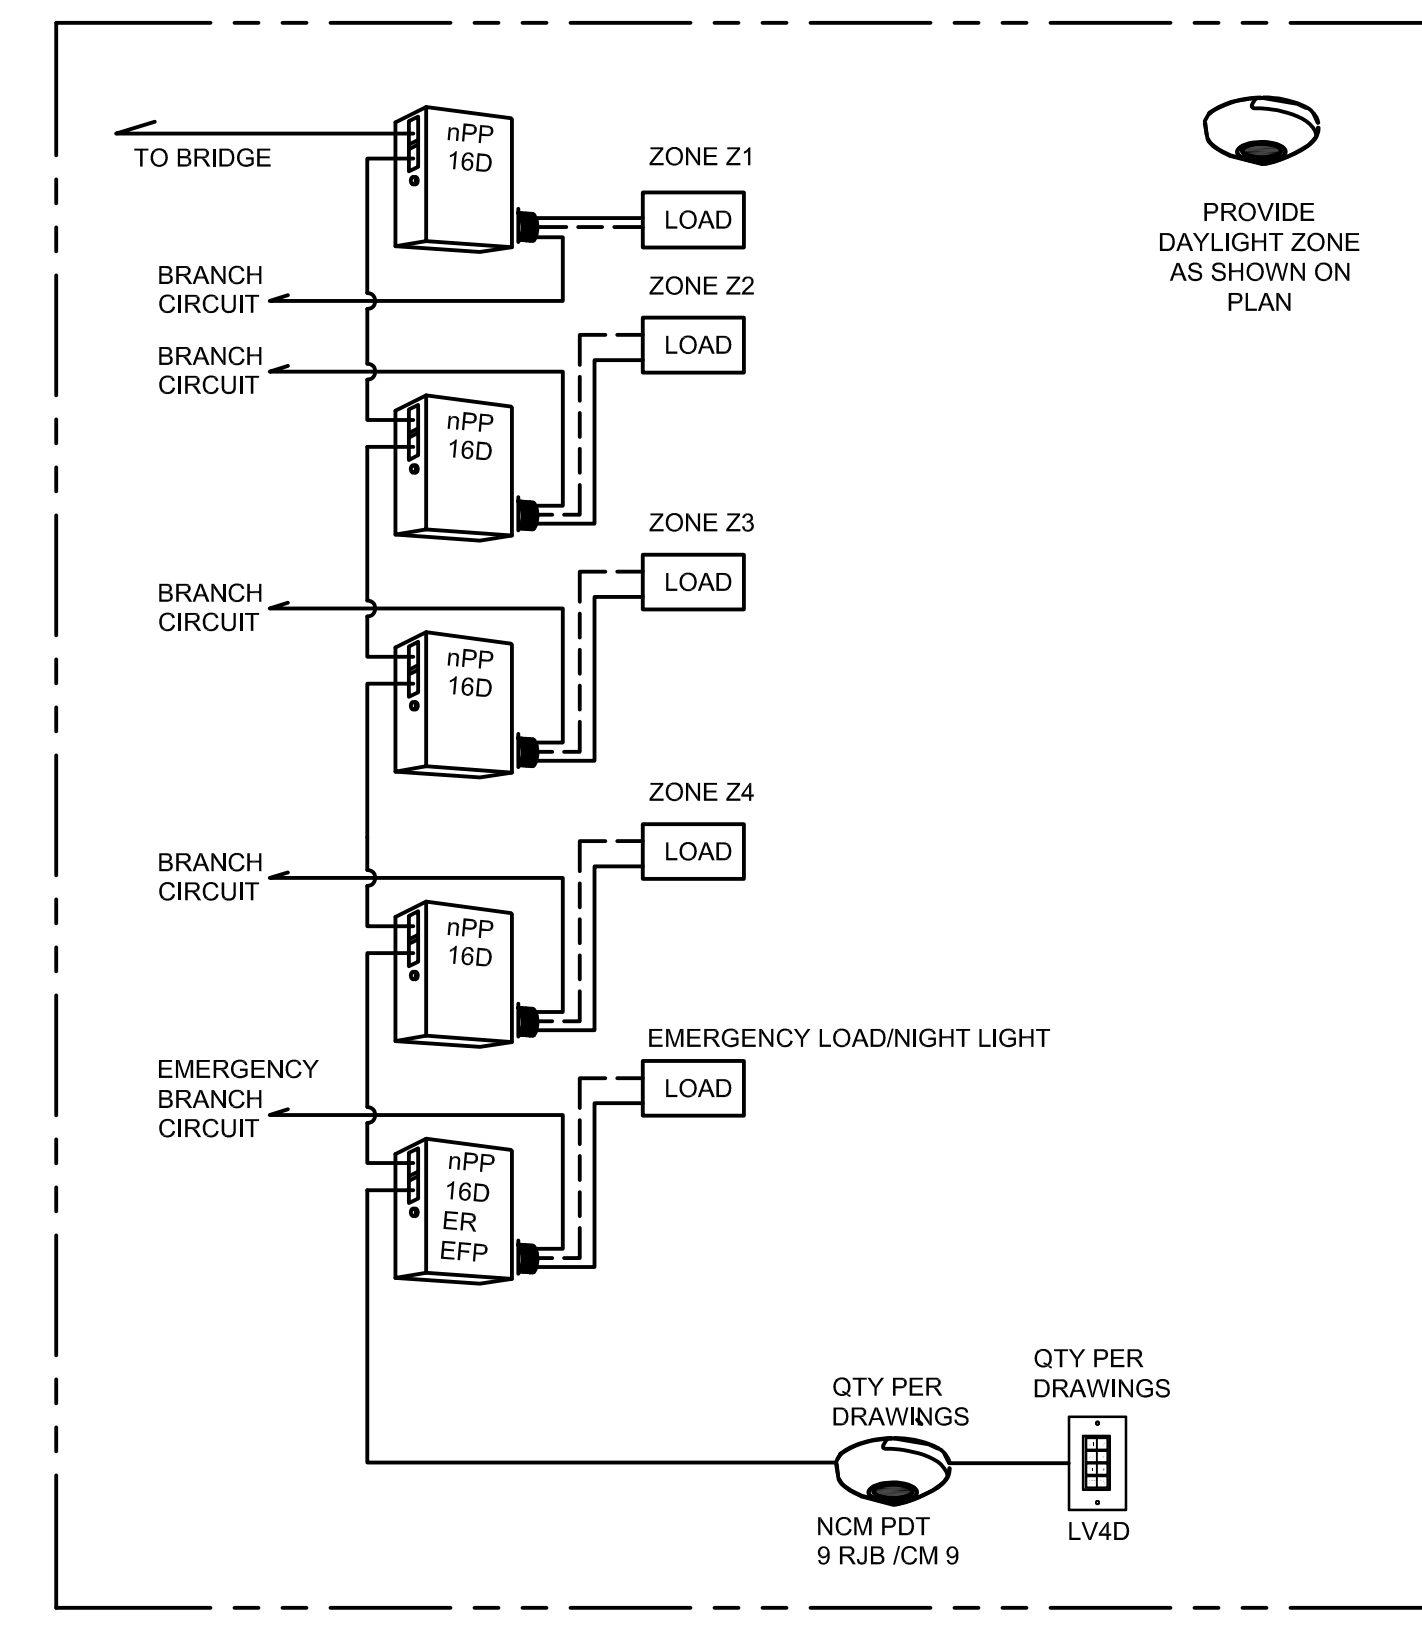 nPP
16D
TO BRIDGE
ZONE Z1
LOAD
PROVIDE
DAYLIGHT ZONE
AS SHOWN ON
PLAN
BRANCH
CIRCUIT
ZONE Z2
LOAD
BRANCH
CIRCUIT
nPP
16D
ZONE Z3
LOAD
BRANCH
CIRCUIT
nPP
16D
ZONE Z4
LOAD
BRANCH
CIRCUIT
nPP
16D
EMERGENCY LOAD/NIGHT LIGHT
LOAD
EMERGENCY
BRANCH
CIRCUIT
nPP
16D
ER
EFP
QTY PER
DRAWINGS
QTY PER
DRAWINGS
NCM PDT
9 RJB /CM 9
LV4D